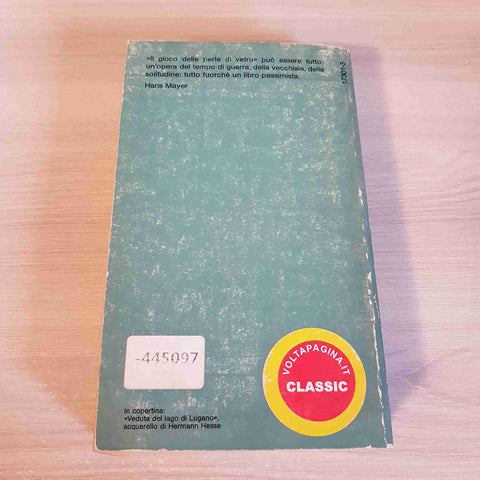 «Il gioco delle perle di vetro» può essere tutto:
un'opera del tempo di guerra, della vecchiaia, della
solitudine: tutto fuorché un libro pessimista.
Hans Mayer
17301-3
-445097
VOLTAPAGINA.IT
CLASSIC
In copertina:
«Veduta del lago di Lugano»,
acquerello di Hermann Hesse